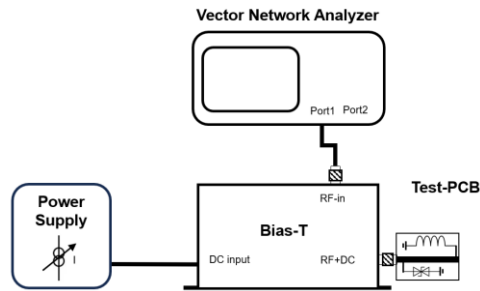 Vector Network Analyzer
Port1 Port2
RF-in
Test-PCB
Power
Supply
I
Bias-T
DC input
RF+DC